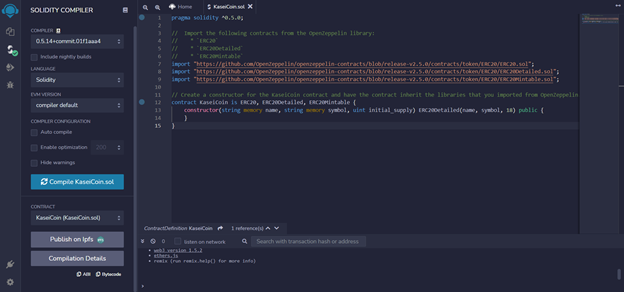 SOLIDITY COMPILER
COMPILER
0.5.14+commit.01f1aaa4
Include nightly builds
LANGUAGE
Solidity
EVM VERSION
compiler default
COMPILER CONFIGURATION
Auto compile
Enable optimization 200
Hide warnings
Compile KaseiCoin.sol
CONTRACT
KaseiCoin (KaseiCoin.sol)
Publish on Ipfs
Compilation Details
ABI Bytecode
Home KaseiCoin.sol
1 pragma solidity ^0.5.0;
2
3 // Import the following contracts from the OpenZeppelin library:
4 // * `ERC20`
5 // * `ERC20Detailed`
6 // * `ERC20Mintable`
7 import "https://github.com/OpenZeppelin/openzeppelin-contracts/blob/release-v2.5.0/contracts/token/ERC20/ERC20.sol";
8 import "https://github.com/OpenZeppelin/openzeppelin-contracts/blob/release-v2.5.0/contracts/token/ERC20/ERC20Detailed.sol";
9 import "https://github.com/OpenZeppelin/openzeppelin-contracts/blob/release-v2.5.0/contracts/token/ERC20/ERC20Mintable.sol";
10
11 // Create a constructor for the KaseiCoin contract and have the contract inherit the libraries that you imported from OpenZeppelin
12 contract KaseiCoin is ERC20, ERC20Detailed, ERC20Mintable {
13 constructor(string memory name, string memory symbol, uint initial_supply) ERC20Detailed(name, symbol, 18) public {
14 }
15 }
ContractDefinition KaseiCoin 1 reference(s)
0 listen on network Search with transaction hash or address
• web3 version 1.5.2
• ethers.js
• remix (run remix.help() for more info)
>